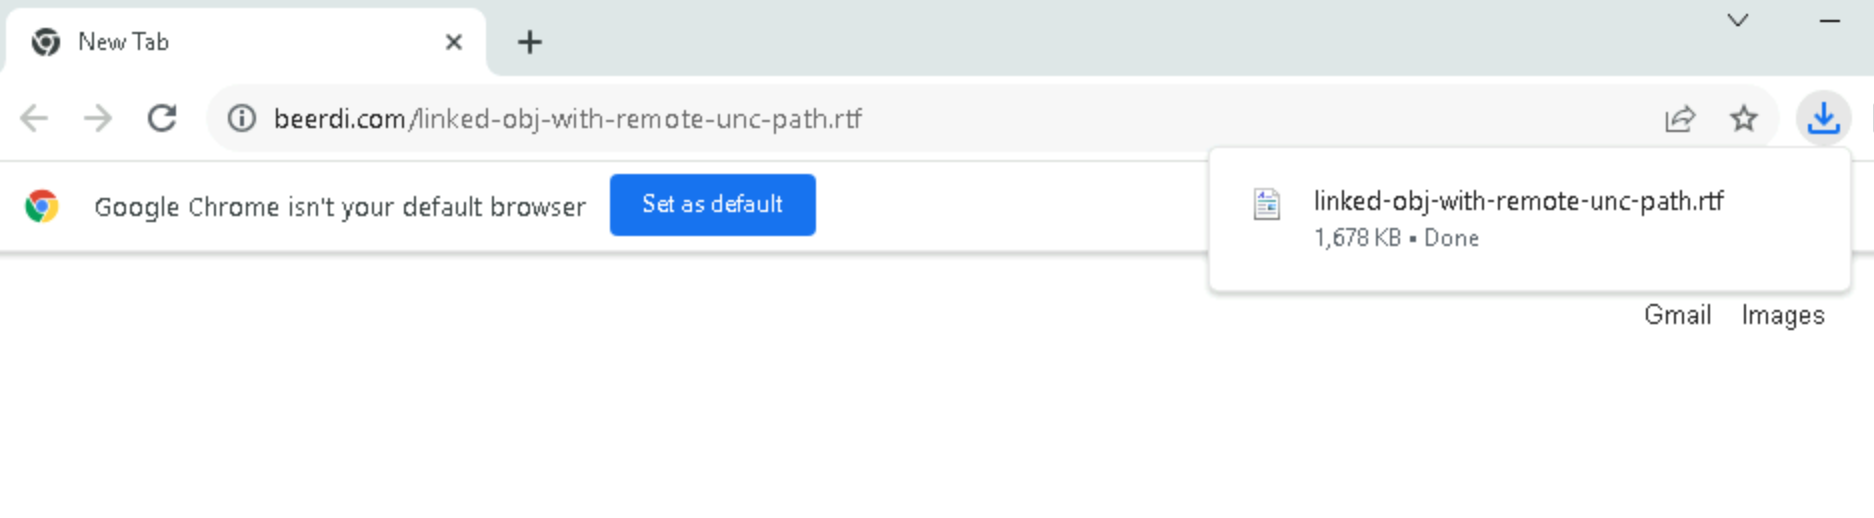 New Tab
beerdi.com/linked-obj-with-remote-unc-path.rtf
Google Chrome isn't your default browser
Set as default
linked-obj-with-remote-unc-path.rtf
1,678 KB ▪ Done
Gmail
Images